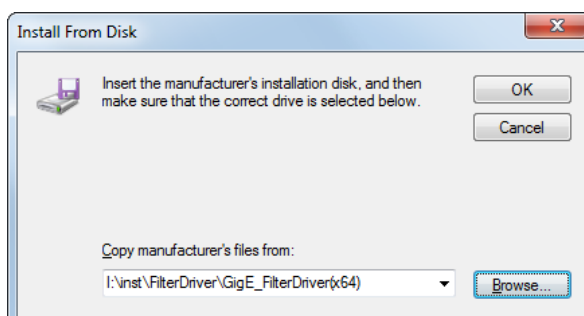 Install From Disk
Insert the manufacturer's installation disk, and then
make sure that the correct drive is selected below.
OK
Cancel
Copy manufacturer's files from:
I:\inst\FilterDriver\GigE_FilterDriver(x64)
Browse...